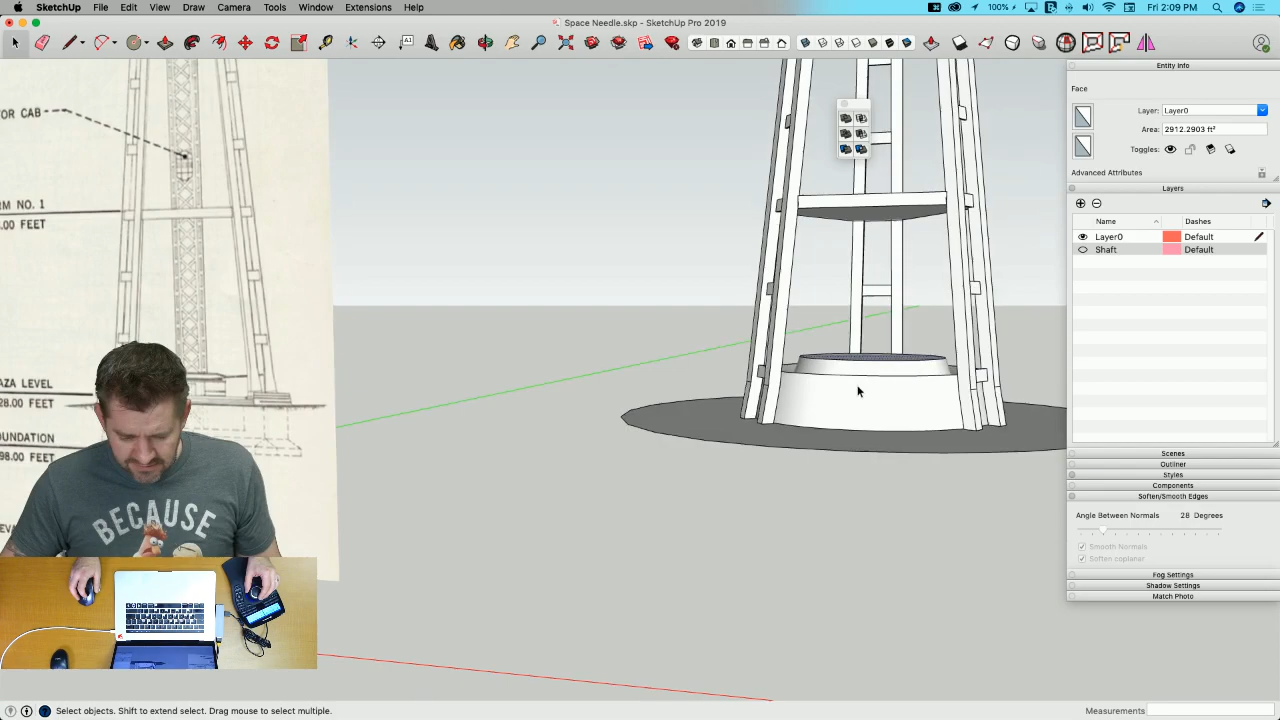 SketchUp File Edit View Draw Camera Tools Window Extensions Help
100% Fri 2:09 PM
Space Needle.skp - SketchUp Pro 2019
Entity Info
Face
Layer: Layer0
Area: 2912.2903 ft²
Toggles:
Advanced Attributes
Layers
Name Dashes
Layer0 Default
Shaft Default
Scenes
Outliner
Styles
Components
Soften/Smooth Edges
Angle Between Normals 28 Degrees
Smooth Normals
Soften coplanar
Fog Settings
Shadow Settings
Match Photo
OR CAB
RM NO. 1
.00 FEET
AZA LEVEL
28.00 FEET
OUNDATION
98.00 FEET
EVA
BECAUSE
Select objects. Shift to extend select. Drag mouse to select multiple.
Measurements